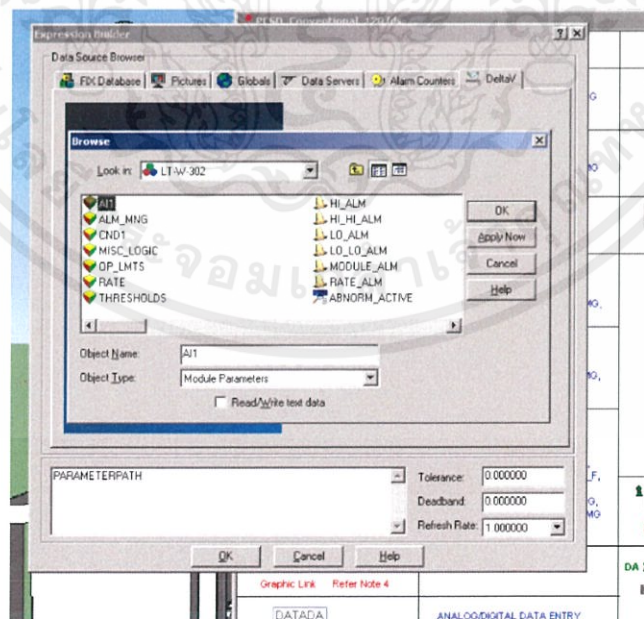 PESD_Conventional_120Tds
Expression Builder
Data Source Browser
FIX Database
Pictures
Globals
Data Servers
Alarm Counters
DeltaV
Browse
Look in: LT-W-302
AI1
ALM_MNG
CND1
MISC_LOGIC
OP_LMTS
RATE
THRESHOLDS
HI_ALM
HI_HI_ALM
LO_ALM
LO_LO_ALM
MODULE_ALM
RATE_ALM
ABNORM_ACTIVE
OK
Apply Now
Cancel
Help
Object Name: AI1
Object Type: Module Parameters
Read/Write text data
PARAMETERPATH
Tolerance: 0.000000
Deadband: 0.000000
Refresh Rate: 1.000000
OK Cancel Help
Graphic Link Refer Note 4
DATADA
ANALOG/DIGITAL DATA ENTRY
DA